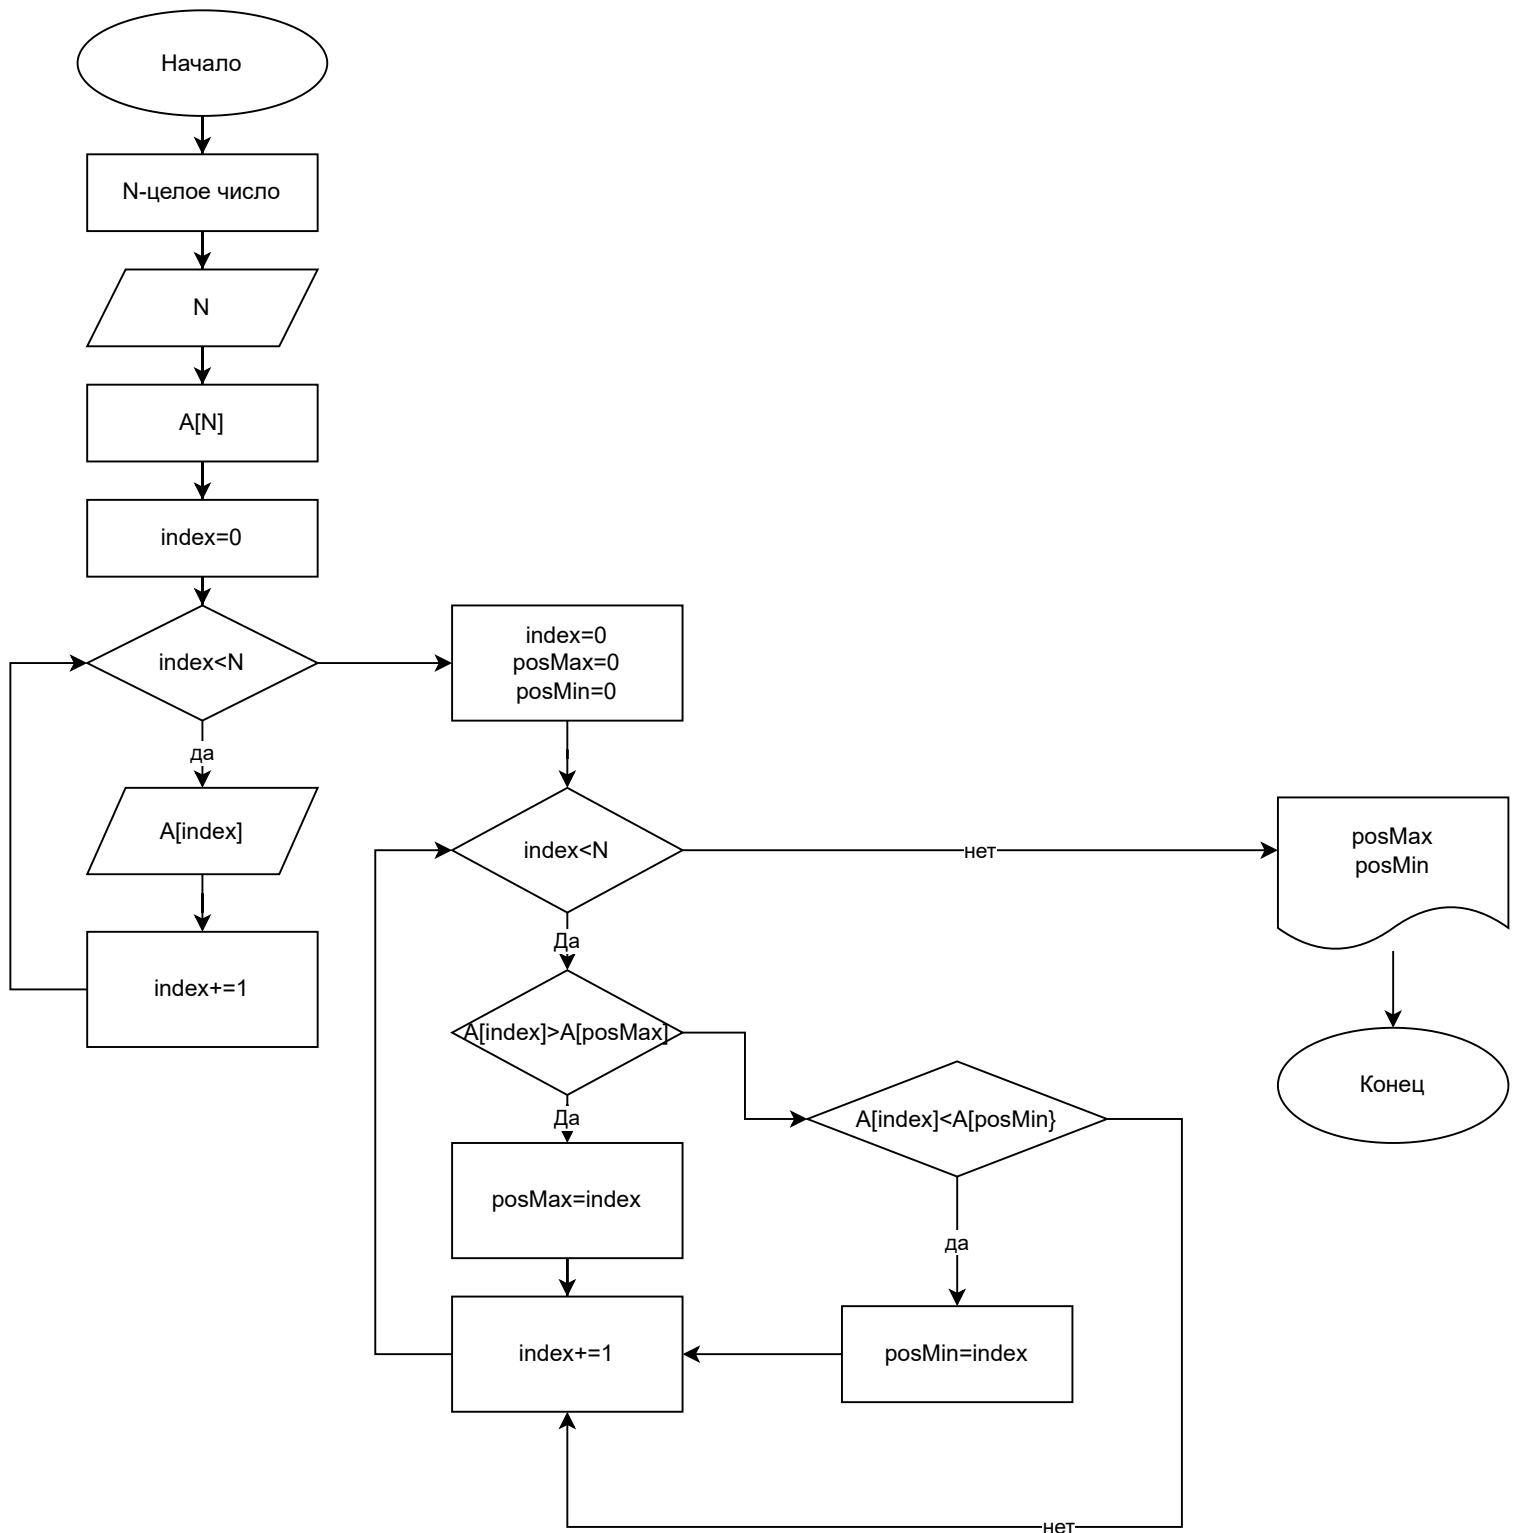 Начало
N-целое число
N
A[N]
index=0
index<N
да
A[index]
index+=1
index=0
posMax=0
posMin=0
index<N
нет
Да
A[index]>A[posMax]
Да
posMax=index
index+=1
A[index]<A[posMin}
да
posMin=index
нет
posMax
posMin
Конец